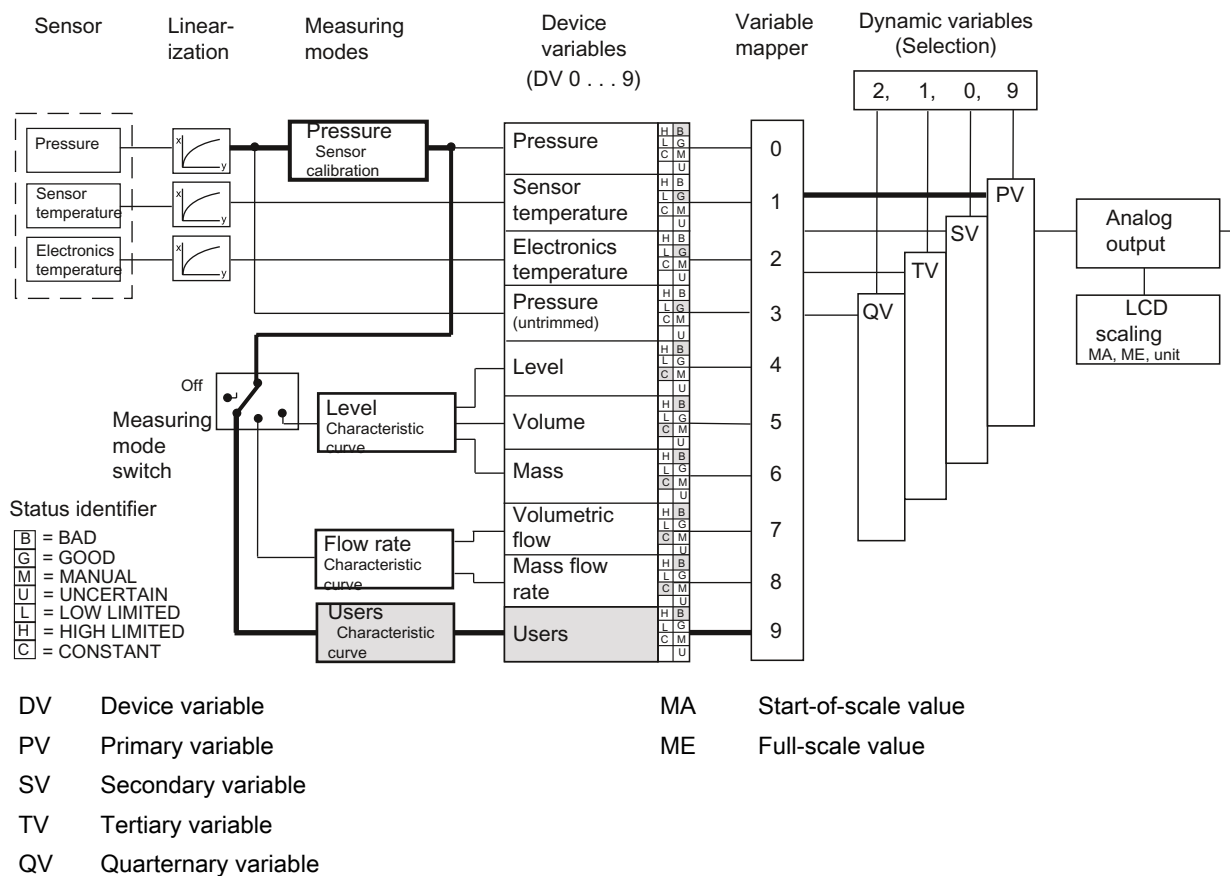 Sensor
Linear-
ization
Measuring
modes
Device
variables
(DV 0 . . . 9)
Variable
mapper
Dynamic variables
(Selection)
2, 1, 0, 9
Pressure
x
y
Pressure
Sensor
calibration
Pressure
H B
L G
C M
U
0
Sensor
temperature
x
y
Sensor
temperature
H B
L G
C M
U
1
PV
Electronics
temperature
x
y
Electronics
temperature
H B
L G
C M
U
2
SV
TV
QV
Analog
output
Pressure
(untrimmed)
H B
L G
C M
U
3
LCD
scaling
MA, ME, unit
Off
Measuring
mode
switch
Level
Characteristic
curve
Level
H B
L G
C M
U
4
Volume
H B
L G
C M
U
5
Mass
H B
L G
C M
U
6
Flow rate
Characteristic
curve
Volumetric
flow
H B
L G
C M
U
7
Mass flow
rate
H B
L G
C M
U
8
Users
Characteristic
curve
Users
H B
L G
C M
U
9
Status identifier
B = BAD
G = GOOD
M = MANUAL
U = UNCERTAIN
L = LOW LIMITED
H = HIGH LIMITED
C = CONSTANT
DV Device variable
PV Primary variable
SV Secondary variable
TV Tertiary variable
QV Quarternary variable
MA Start-of-scale value
ME Full-scale value